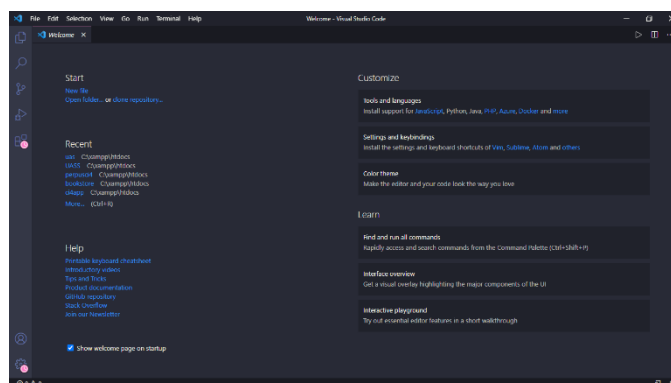 File Edit Selection View Go Run Terminal Help
Welcome - Visual Studio Code
Welcome
Start
New file
Open folder... or clone repository...
Recent
uas C:\xampp\htdocs
UASS C:\xampp\htdocs
C:\xampp\htdocs
bookstore C:\xampp\htdocs
C:\xampp\htdocs
More... (Ctrl+R)
Help
Printable keyboard cheatsheet
Introductory videos
Tips and Tricks
Product documentation
GitHub repository
Stack Overflow
Join our Newsletter
Show welcome page on startup
Customize
Tools and languages
Install support for JavaScript, Python, Java, PHP, Azure, Docker and more
Settings and keybindings
Install the settings and keyboard shortcuts of Vim, Sublime, Atom and others
Color theme
Make the editor and your code look the way you love
Learn
Find and run all commands
Rapidly access and search commands from the Command Palette (Ctrl+Shift+P)
Interface overview
Get a visual overlay highlighting the major components of the UI
Interactive playground
Try out essential editor features in a short walkthrough